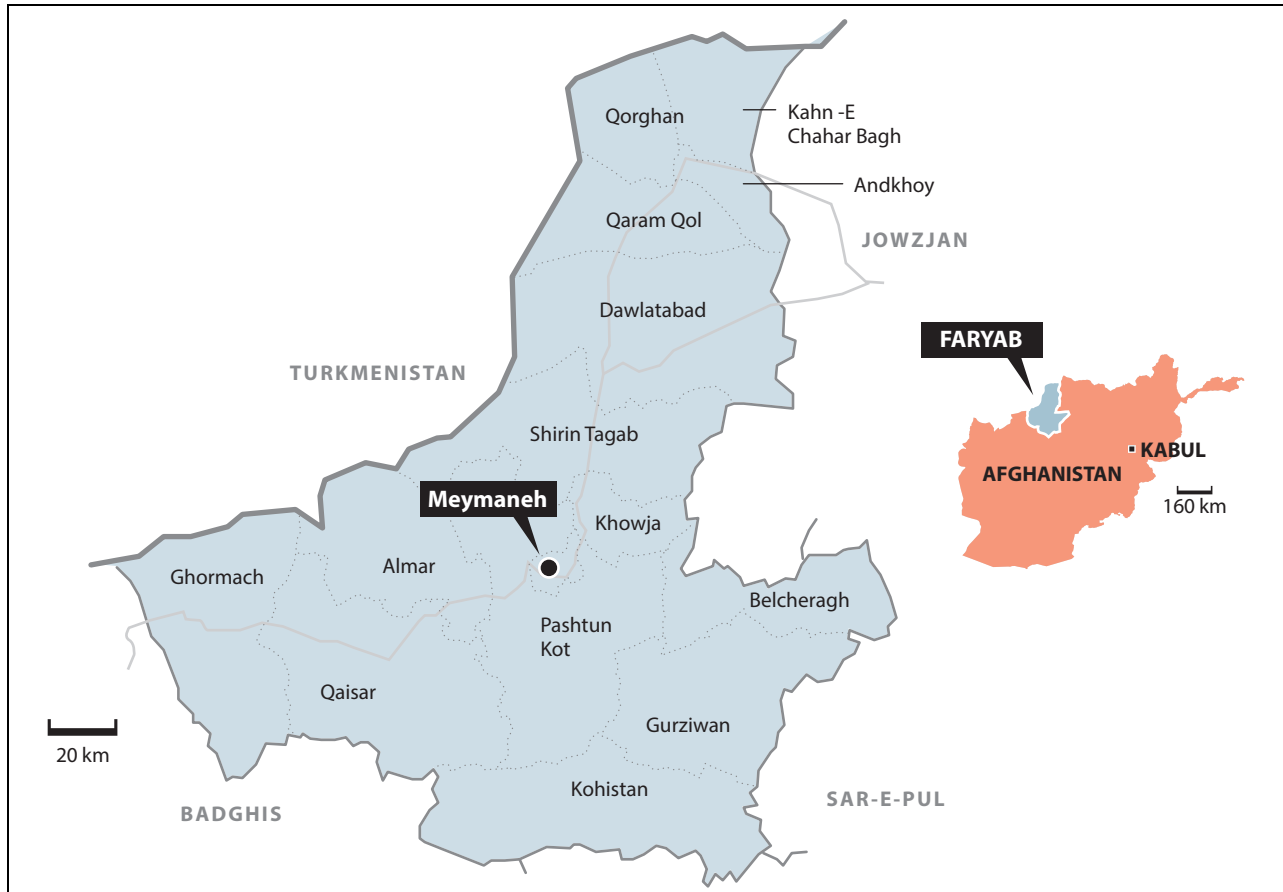 Qorghan
Kahn -E
Chahar Bagh
Andkhoy
Qaram Qol
JOWZJAN
Dawlatabad
FARYAB
TURKMENISTAN
Shirin Tagab
KABUL
AFGHANISTAN
160 km
Meymaneh
Khowja
Ghormach
Almar
Belcheragh
Pashtun
Kot
Qaisar
Gurziwan
20 km
Kohistan
BADGHIS
SAR-E-PUL